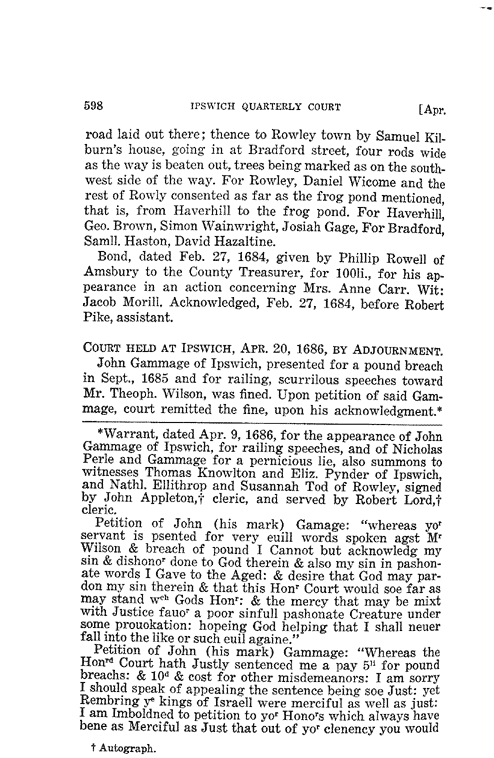 598 IPSWICH QUARTERLY COURT [Apr.
road laid out there; thence to Rowley town by Samuel Kil-
burn's house, going in at Bradford street, four rods wide
as the way is beaten out, trees being marked as on the south-
west side of the way. For Rowley, Daniel Wicome and the
rest of Rowly consented as far as the frog pond mentioned,
that is, from Haverhill to the frog pond. For Haverhill,
Geo. Brown, Simon Wainwright, Josiah Gage, For Bradford,
Samll. Haston, David Hazaltine.
Bond, dated Feb. 27, 1684, given by Phillip Rowell of
Amsbury to the County Treasurer, for 100li., for his ap-
pearance in an action concerning Mrs. Anne Carr. Wit:
Jacob Morill. Acknowledged, Feb. 27, 1684, before Robert
Pike, assistant.
COURT HELD AT IPSWICH, APR. 20, 1686, BY ADJOURNMENT.
John Gammage of Ipswich, presented for a pound breach
in Sept., 1685 and for railing, scurrilous speeches toward
Mr. Theoph. Wilson, was fined. Upon petition of said Gam-
mage, court remitted the fine, upon his acknowledgment.*
*Warrant, dated Apr. 9, 1686, for the appearance of John
Gammage of Ipswich, for railing speeches, and of Nicholas
Perle and Gammage for a pernicious lie, also summons to
witnesses Thomas Knowlton and Eliz. Pynder of Ipswich,
and Nathl. Ellithrop and Susannah Tod of Rowley, signed
by John Appleton,† cleric, and served by Robert Lord,†
cleric.
Petition of John (his mark) Gamage: "whereas yoʳ
servant is psented for very euill words spoken agst Mʳ
Wilson & breach of pound I Cannot but acknowledg my
sin & dishonoʳ done to God therein & also my sin in pashon-
ate words I Gave to the Aged: & desire that God may par-
don my sin therein & that this Honʳ Court would soe far as
may stand wᶜʰ Gods Honʳ: & the mercy that may be mixt
with Justice fauoʳ a poor sinfull pashonate Creature under
some prouokation: hopeing God helping that I shall neuer
fall into the like or such euil againe."
Petition of John (his mark) Gammage: "Whereas the
Honʳᵈ Court hath Justly sentenced me a pay 5ˡⁱ for pound
breachs: & 10ᵈ & cost for other misdemeanors: I am sorry
I should speak of appealing the sentence being soe Just: yet
Rembring yᵉ kings of Israell were merciful as well as just:
I am Imboldned to petition to yoʳ Honoʳs which always have
bene as Merciful as Just that out of yoʳ clenency you would
† Autograph.